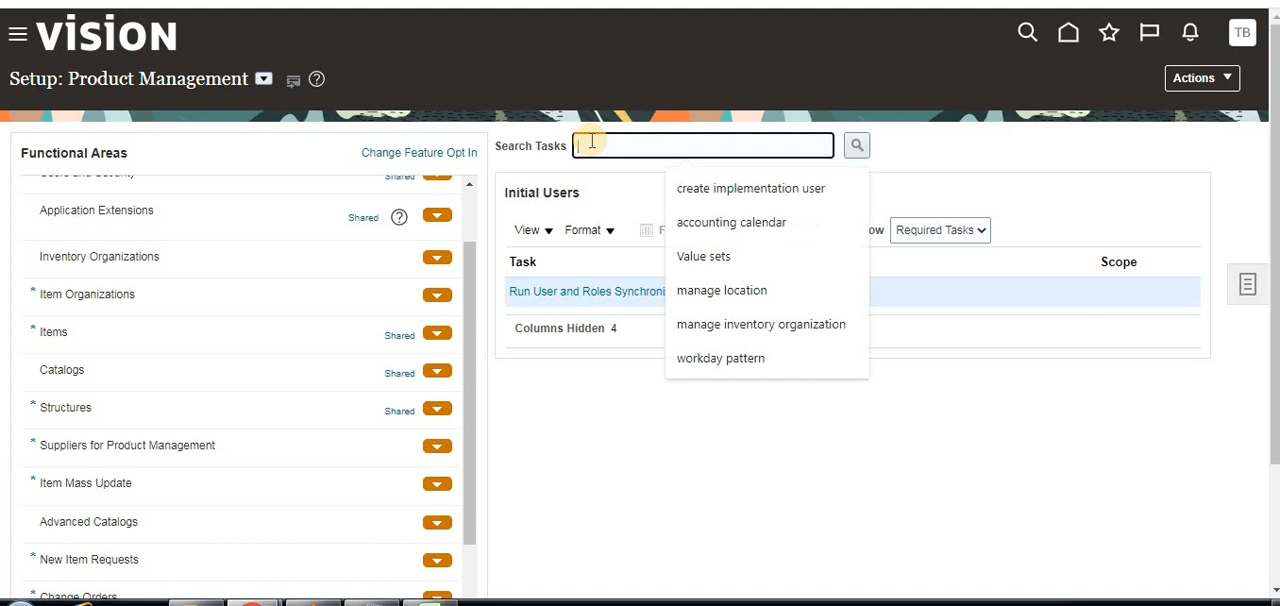 vision
TB
Setup: Product Management
Actions
Functional Areas
Change Feature Opt In
Shared
Application Extensions
Shared
Inventory Organizations
* Item Organizations
* Items
Shared
Catalogs
Shared
Structures
Shared
* Suppliers for Product Management
* Item Mass Update
Advanced Catalogs
* New Item Requests
* Change Orders
Search Tasks
create implementation user
accounting calendar
Value sets
manage location
manage inventory organization
workday pattern
Initial Users
View Format F ow Required Tasks
Task Scope
Run User and Roles Synchroni
Columns Hidden 4